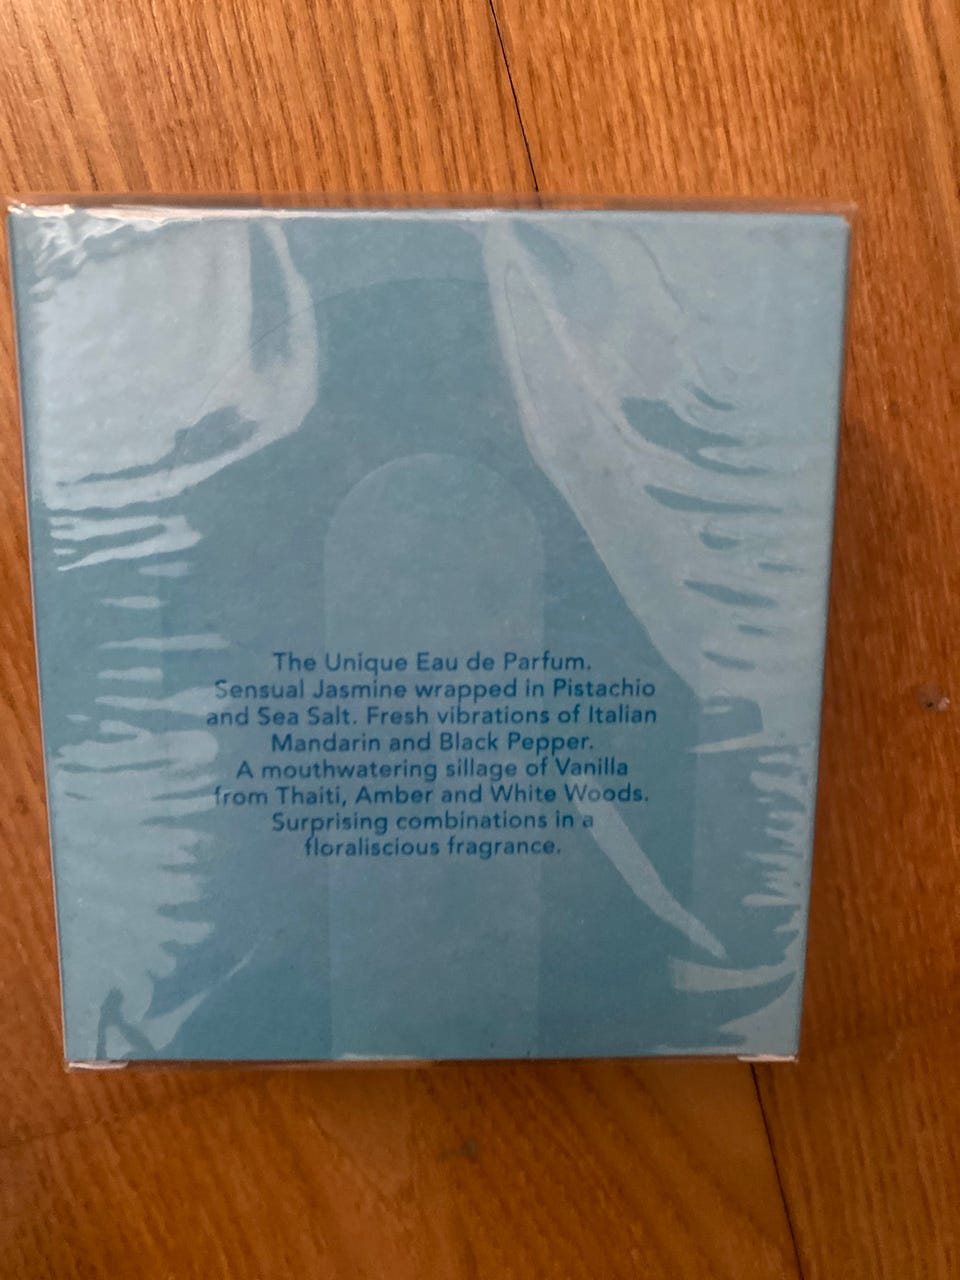 The Unique Eau de Parfum.
Sensual Jasmine wrapped in Pistachio
and Sea Salt. Fresh vibrations of Italian
Mandarin and Black Pepper.
A mouthwatering sillage of Vanilla
from Thaiti, Amber and White Woods.
Surprising combinations in a
floraliscious fragrance.